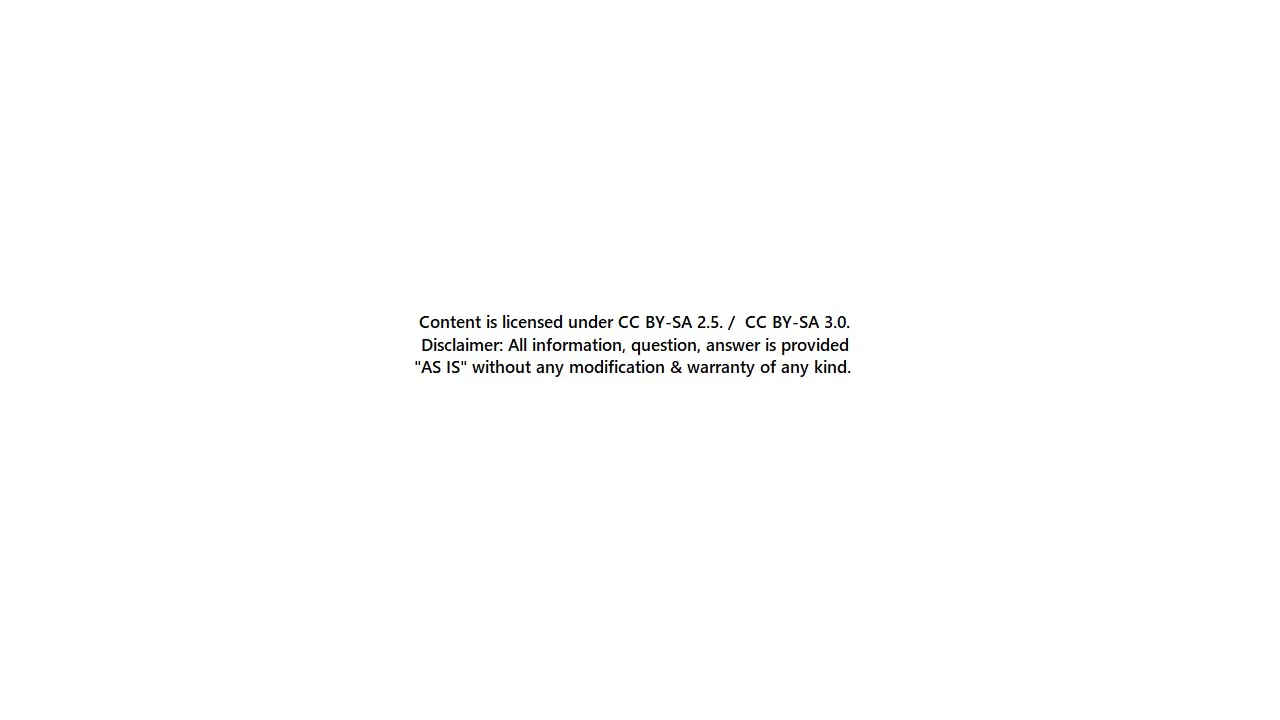 Content is licensed under CC BY-SA 2.5. /  CC BY-SA 3.0.
Disclaimer: All information, question, answer is provided
"AS IS" without any modification & warranty of any kind.